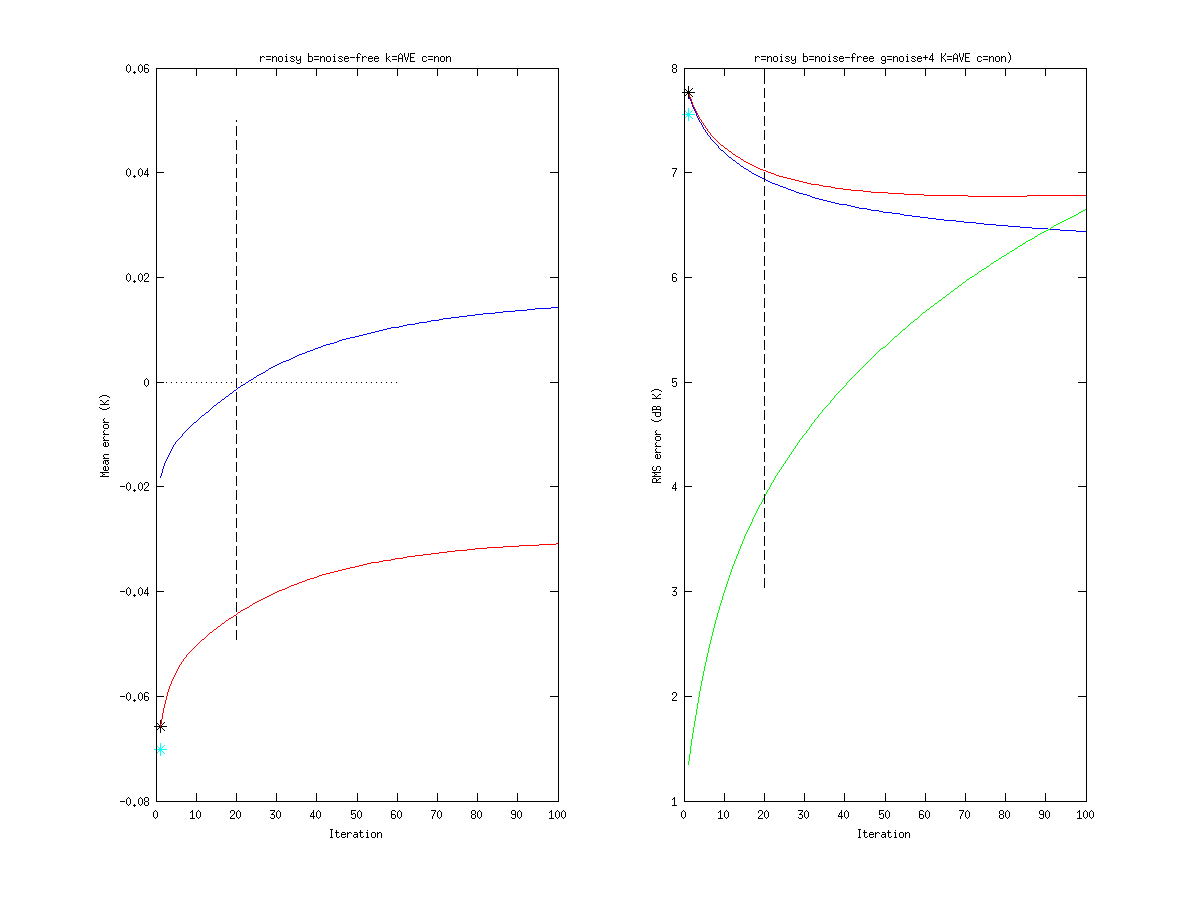 r=noisy b=noise-free k=AVE c=non
0.06
0.04
0.02
0
-0.02
-0.04
-0.06
-0.08
Mean error (K)
0 10 20 30 40 50 60 70 80 90 100
Iteration
r=noisy b=noise-free g=noise+4 K=AVE c=non)
8
7
6
5
4
3
2
1
RMS error (dB K)
0 10 20 30 40 50 60 70 80 90 100
Iteration